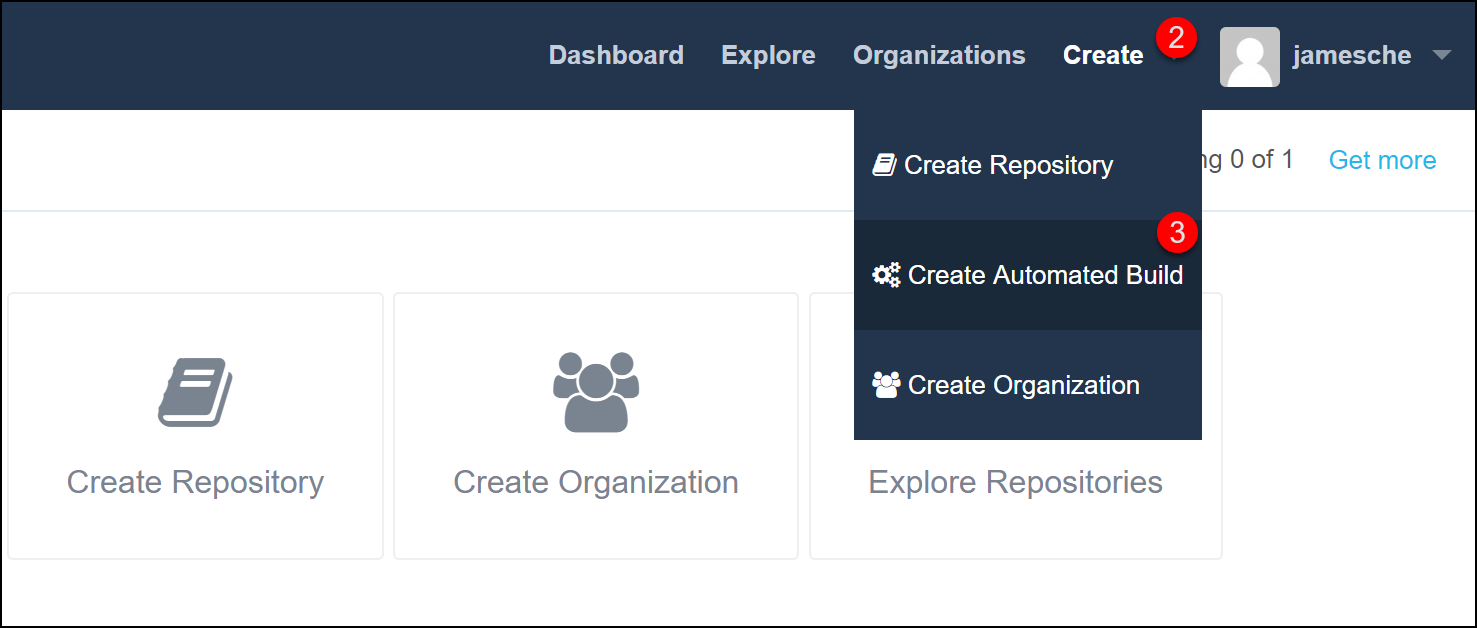 Dashboard Explore Organizations Create 2 jamesche
Create Repository
0 of 1 Get more
3
Create Automated Build
Create Organization
Create Repository Create Organization Explore Repositories